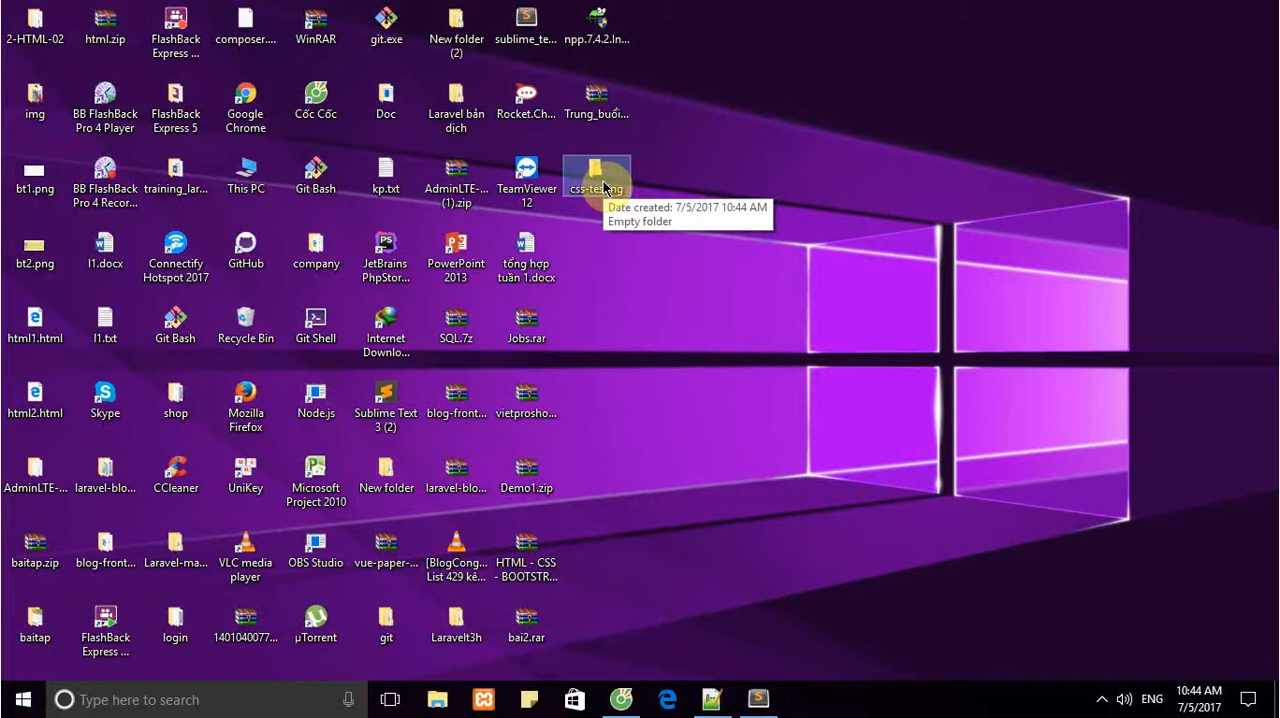 2-HTML-02
html.zip
FlashBack
Express ...
composer....
WinRAR
git.exe
New folder
(2)
sublime_te...
npp.7.4.2.In...
img
BB FlashBack
Pro 4 Player
FlashBack
Express 5
Google
Chrome
Cốc Cốc
Doc
Laravel bản
dịch
Rocket.Ch...
Trung_buổi...
bt1.png
BB FlashBack
Pro 4 Recor...
training_lar...
This PC
Git Bash
kp.txt
AdminLTE-...
(1).zip
TeamViewer
12
css-testing
Date created: 7/5/2017 10:44 AM
Empty folder
bt2.png
l1.docx
Connectify
Hotspot 2017
GitHub
company
JetBrains
PhpStor...
PowerPoint
2013
tổng hợp
tuần 1.docx
html1.html
l1.txt
Git Bash
Recycle Bin
Git Shell
Internet
Downlo...
SQL.7z
Jobs.rar
html2.html
Skype
shop
Mozilla
Firefox
Node.js
Sublime Text
3 (2)
blog-front...
vietprosho...
AdminLTE-...
laravel-blo...
CCleaner
UniKey
Microsoft
Project 2010
New folder
laravel-blo...
Demo1.zip
baitap.zip
blog-front...
Laravel-ma...
VLC media
player
OBS Studio
vue-paper-...
[BlogCong...
List 429 kê...
HTML - CSS
- BOOTSTR...
baitap
FlashBack
Express ...
login
1401040077...
µTorrent
git
Laravelt3h
bai2.rar
Type here to search
ENG
10:44 AM
7/5/2017